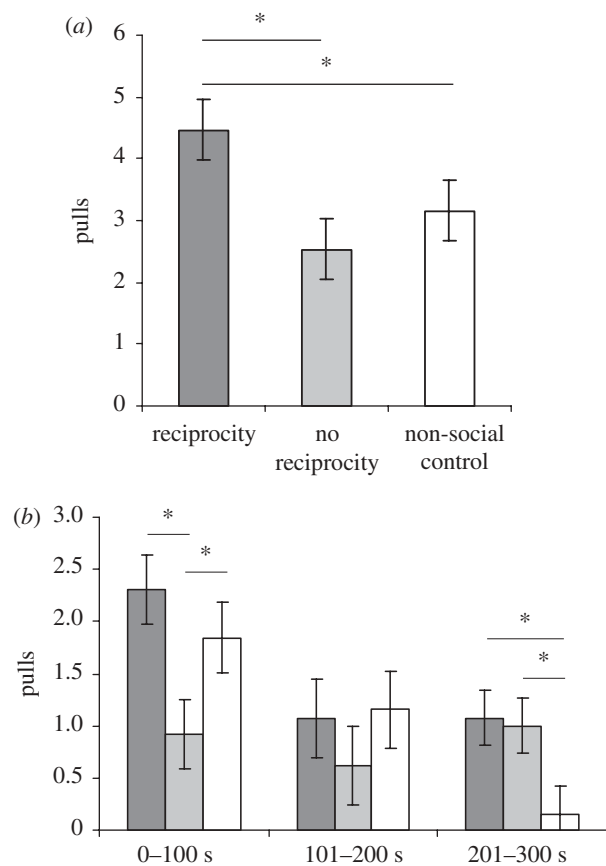 (a)
6
5
4
3
2
1
0
pulls
*
*
reciprocity
no reciprocity
non-social control
(b)
3.0
2.5
2.0
1.5
1.0
0.5
0
pulls
*
*
*
*
0–100 s
101–200 s
201–300 s